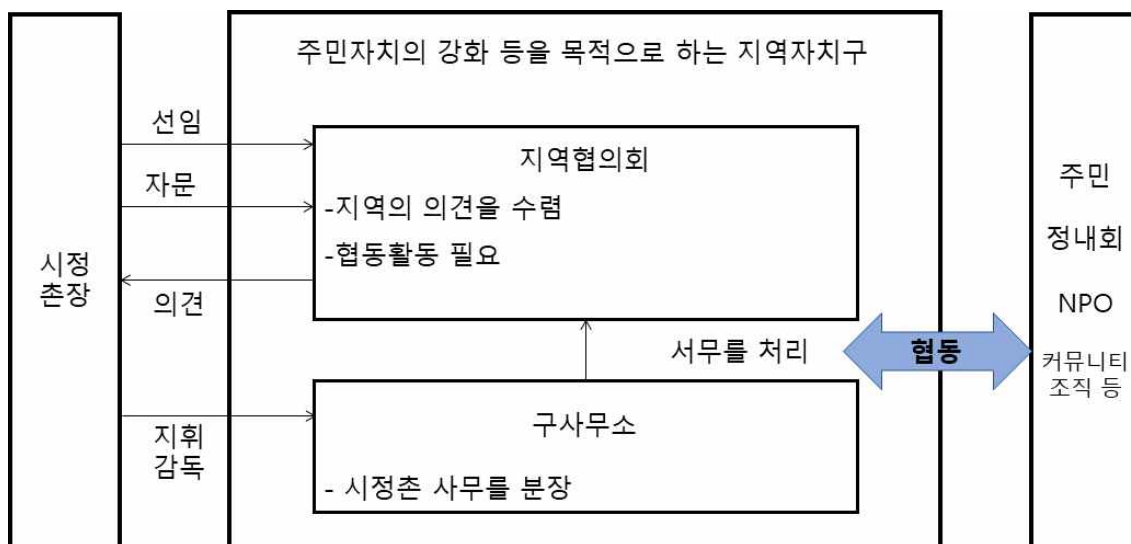 주민자치의 강화 등을 목적으로 하는 지역자치구
시정
촌장
선임
자문
의견
지휘
감독
지역협의회
-지역의 의견을 수렴
-협동활동 필요
서무를 처리
구사무소
- 시정촌 사무를 분장
협동
주민
정내회
NPO
커뮤니티
조직 등